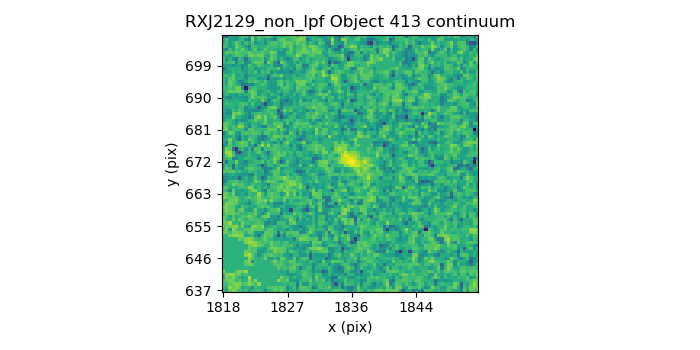 RXJ2129_non_lpf Object 413 continuum
699
690
681
672
663
655
646
637
y (pix)
1818 1827 1836 1844
x (pix)